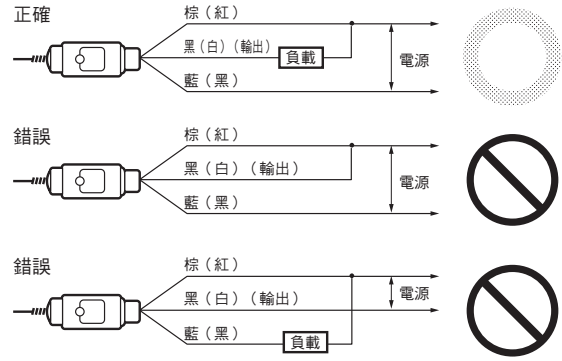 正確
棕（紅）
黑（白）（輸出）
負載
電源
藍（黑）
錯誤
棕（紅）
黑（白）（輸出）
電源
藍（黑）
錯誤
棕（紅）
黑（白）（輸出）
電源
藍（黑）
負載